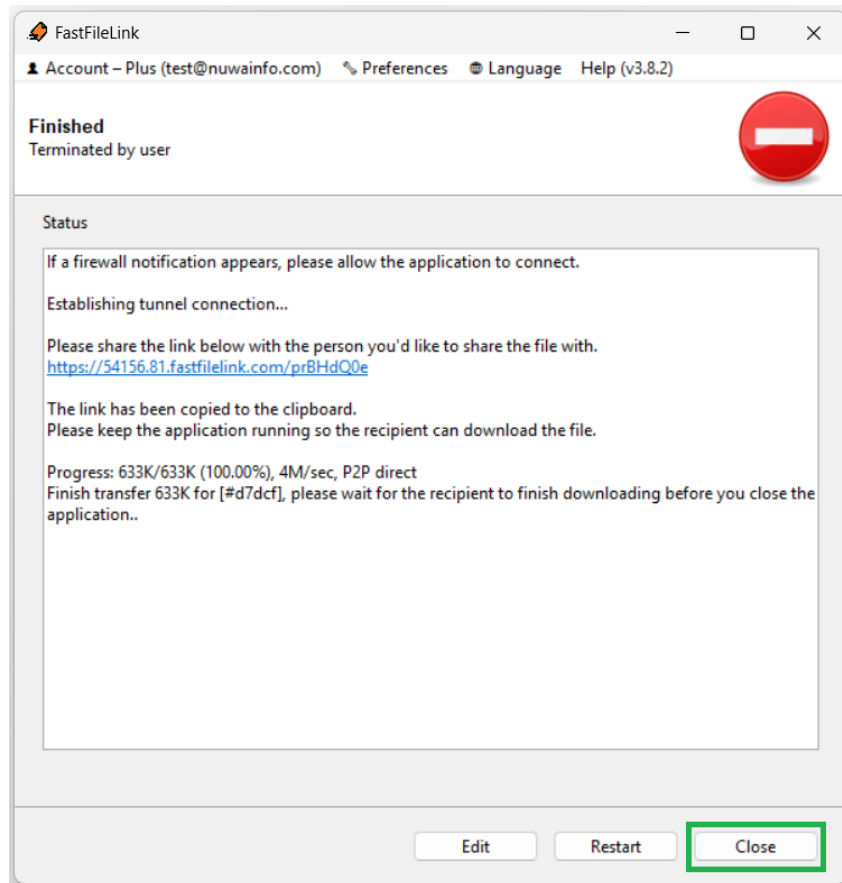 FastFileLink
Account – Plus (test@nuwainfo.com) Preferences Language Help (v3.8.2)
Finished
Terminated by user
Status
If a firewall notification appears, please allow the application to connect.
Establishing tunnel connection...
Please share the link below with the person you'd like to share the file with.
https://54156.81.fastfilelink.com/prBHdQ0e
The link has been copied to the clipboard.
Please keep the application running so the recipient can download the file.
Progress: 633K/633K (100.00%), 4M/sec, P2P direct
Finish transfer 633K for [#d7dcf], please wait for the recipient to finish downloading before you close the
application..
Edit Restart Close